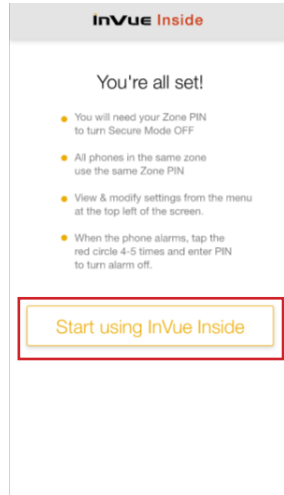 InVue Inside
You're all set!
You will need your Zone PIN
to turn Secure Mode OFF
All phones in the same zone
use the same Zone PIN
View & modify settings from the menu
at the top left of the screen.
When the phone alarms, tap the
red circle 4-5 times and enter PIN
to turn alarm off.
Start using InVue Inside